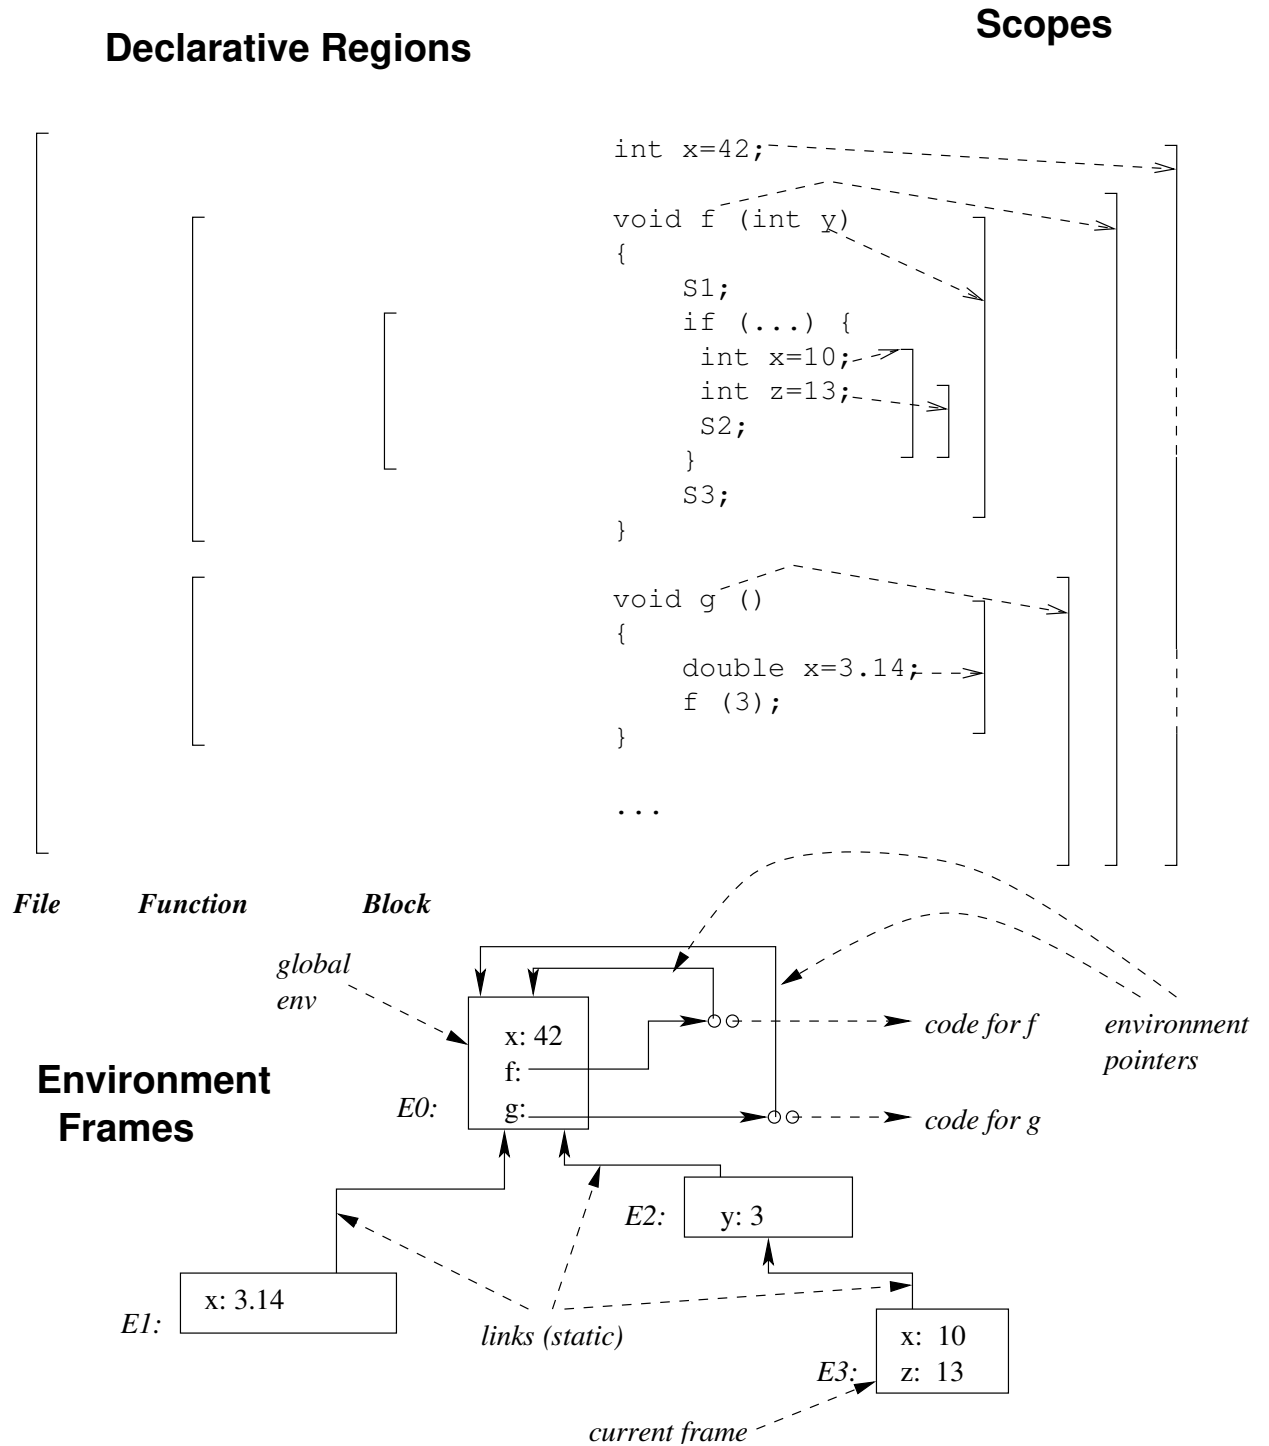 Declarative Regions
Scopes
int x=42;
void f (int y)
{
S1;
if (...) {
int x=10;
int z=13;
S2;
}
S3;
}
void g ()
{
double x=3.14;
f (3);
}
...
File Function Block
global
env
x: 42
f:
g:
E0:
code for f
code for g
environment
pointers
Environment
Frames
E2:
y: 3
E1:
x: 3.14
links (static)
E3:
x: 10
z: 13
current frame